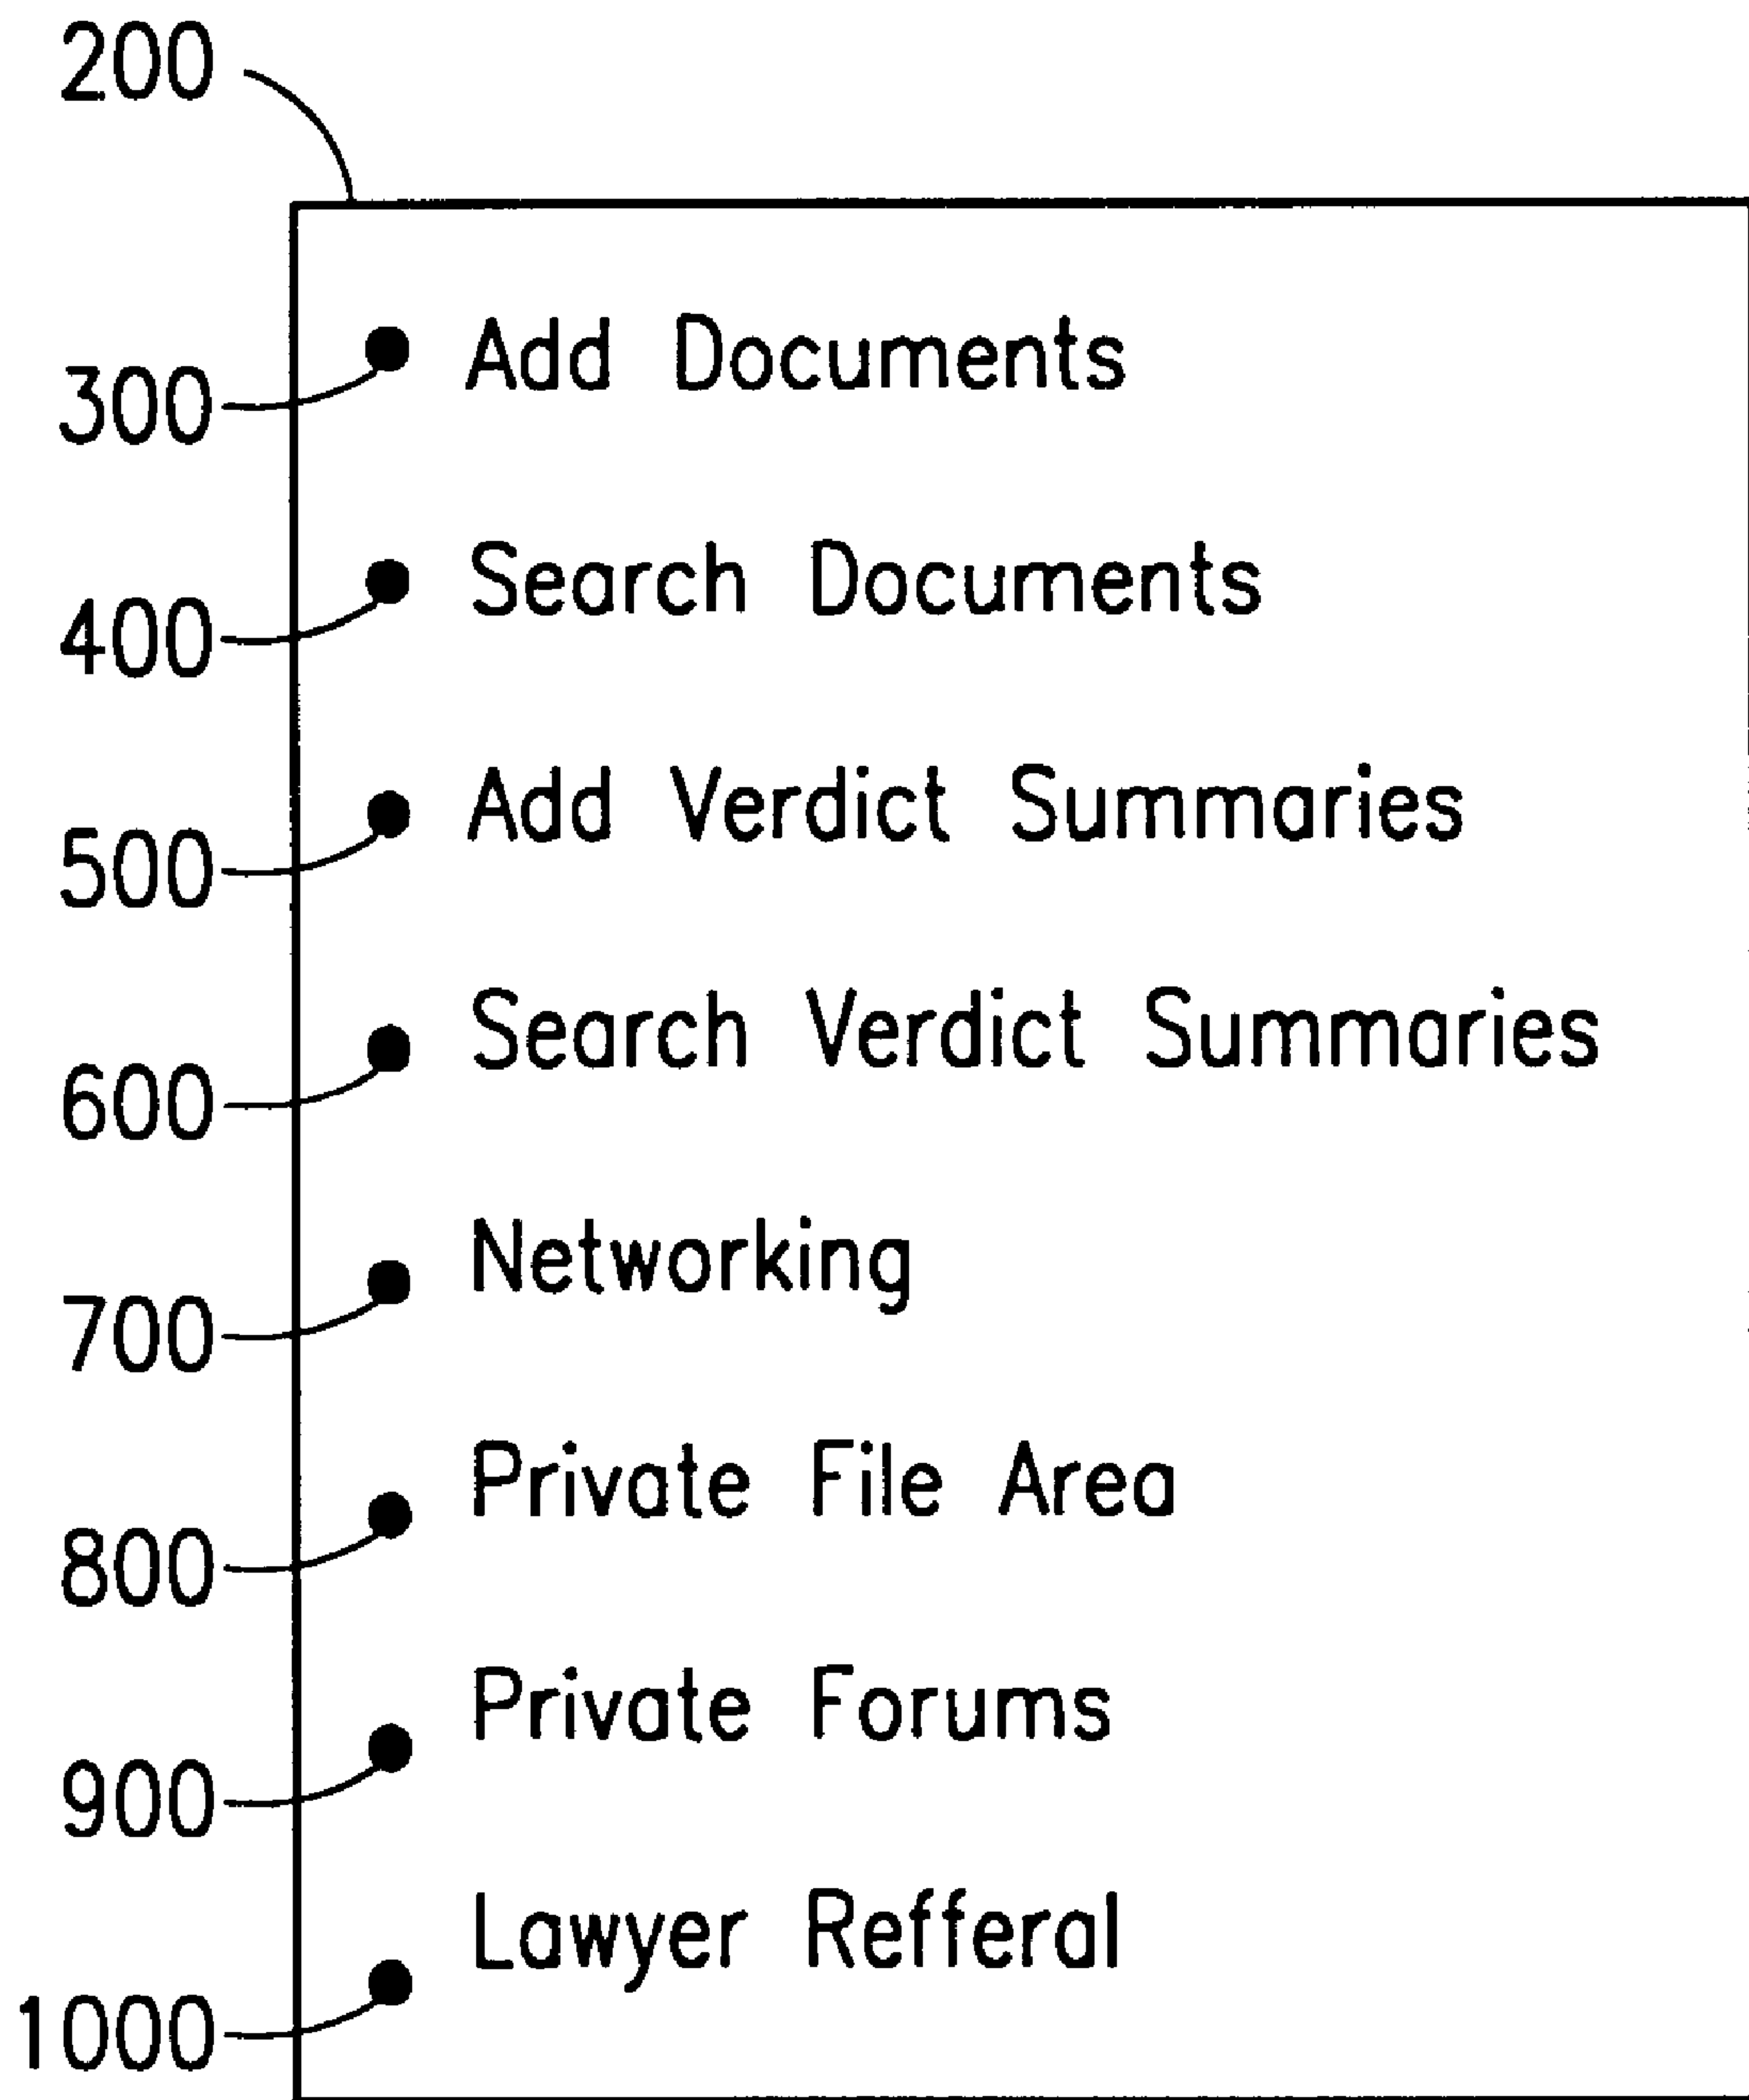 200
300 Add Documents
400 Search Documents
500 Add Verdict Summaries
600 Search Verdict Summaries
700 Networking
800 Private File Area
900 Private Forums
1000 Lawyer Refferal